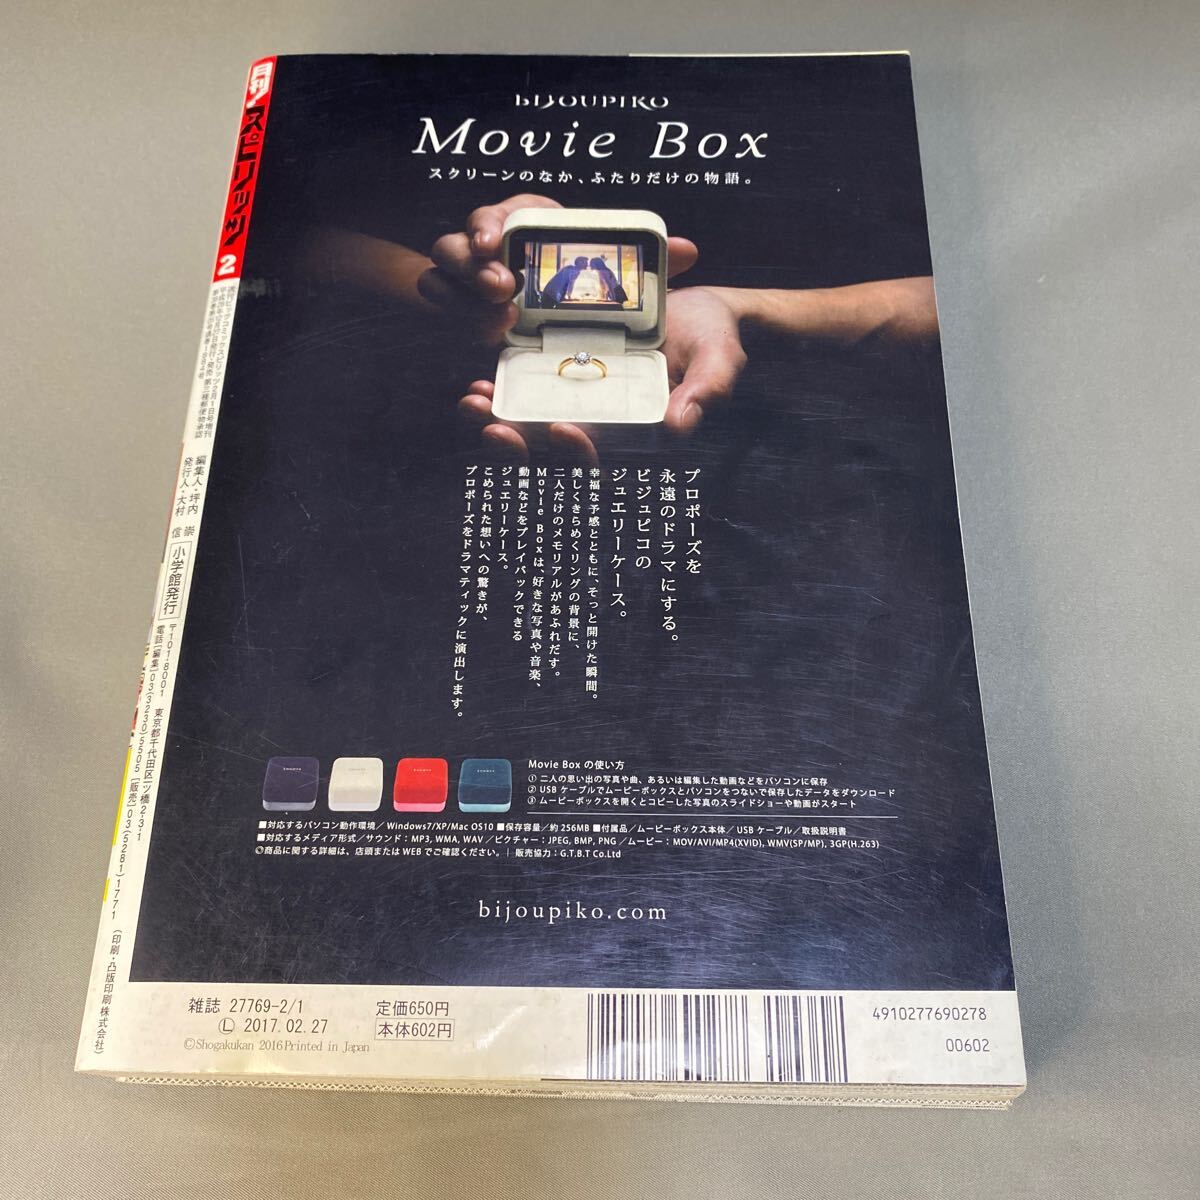 月刊!スピリッツ 2
週刊ビッグコミックスピリッツ2月1日号増刊
編集人・坪内 崇
発行人・大村 信
小学館発行
〒101-8001 東京都千代田区一ツ橋2-3-1
電話[編集]03(3230)5505 [販売]03(5281)1771
(印刷・凸版印刷株式会社)
BIJOUPIKO
Movie Box
スクリーンのなか、ふたりだけの物語。
プロポーズを
永遠のドラマにする。
ビジュピコの
ジュエリーケース。
幸福な予感とともに、そっと開けた瞬間。
美しくきらめくリングの背景に、
二人だけのメモリアルがあふれだす。
Movie Boxは、好きな写真や音楽、
動画などをプレイバックできる
ジュエリーケース。
こめられた想いへの驚きが、
プロポーズをドラマティックに演出します。
Movie Box の使い方
① 二人の思い出の写真や曲、あるいは編集した動画などをパソコンに保存
② USB ケーブルでムービーボックスとパソコンをつないで保存したデータをダウンロード
③ ムービーボックスを開くとコピーした写真のスライドショーや動画がスタート
■対応するパソコン動作環境/ Windows7/XP/Mac OS10 ■保存容量/約 256MB ■付属品/ムービーボックス本体/ USB ケーブル/取扱説明書
■対応するメディア形式/サウンド:MP3, WMA, WAV/ピクチャー:JPEG, BMP, PNG/ムービー:MOV/AVI/MP4(XVID), WMV(SP/MP), 3GP(H.263)
◎商品に関する詳細は、店頭または WEB でご確認ください。| 販売協力:G.T.B.T Co.Ltd
bijoupiko.com
雑誌 27769-2/1
Ⓛ 2017.02.27
©Shogakukan 2016 Printed in Japan
定価650円
本体602円
4910277690278
00602